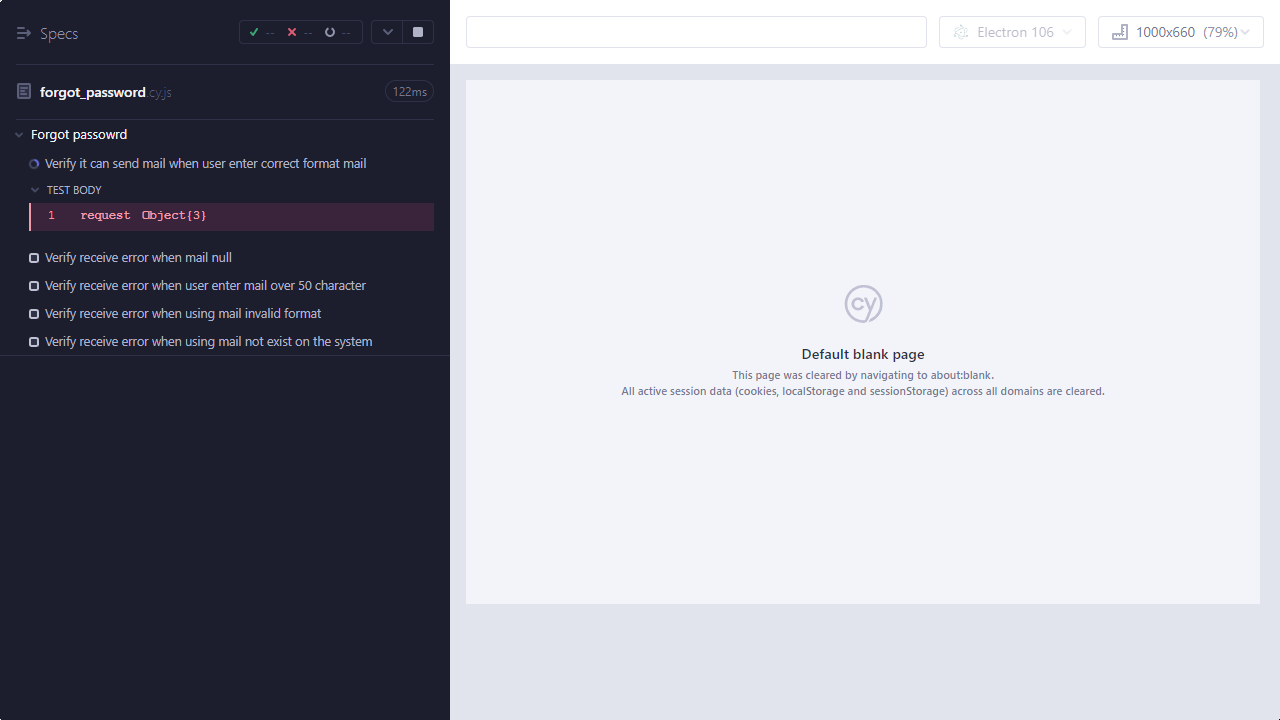 Specs
-- -- --
Electron 106
1000x660 (79%)
forgot_password.cy.js
122ms
Forgot passowrd
Verify it can send mail when user enter correct format mail
TEST BODY
1 request Object{3}
Verify receive error when mail null
Verify receive error when user enter mail over 50 character
Verify receive error when using mail invalid format
Verify receive error when using mail not exist on the system
cy
Default blank page
This page was cleared by navigating to about:blank.
All active session data (cookies, localStorage and sessionStorage) across all domains are cleared.